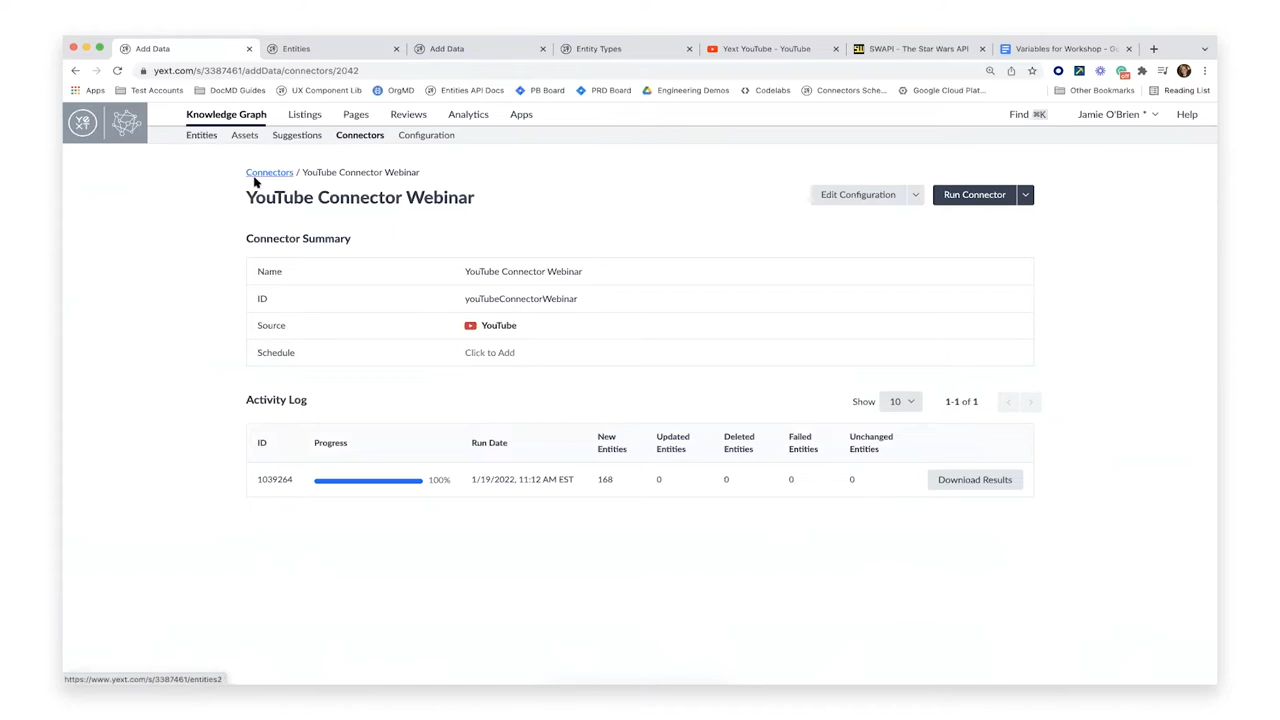 Add Data
Entities
Add Data
Entity Types
Yext YouTube - YouTube
SWAPI - The Star Wars API
Variables for Workshop - Go
yext.com/s/3387461/addData/connectors/2042
Apps
Test Accounts
DocMD Guides
UX Component Lib
OrgMD
Entities API Docs
PB Board
PRD Board
Engineering Demos
Codelabs
Connectors Sche...
Google Cloud Plat...
Other Bookmarks
Reading List
yext
Knowledge Graph
Listings
Pages
Reviews
Analytics
Apps
Find ⌘K
Jamie O'Brien *
Help
Entities
Assets
Suggestions
Connectors
Configuration
Connectors / YouTube Connector Webinar
YouTube Connector Webinar
Edit Configuration
Run Connector
Connector Summary
Name YouTube Connector Webinar
ID youTubeConnectorWebinar
Source YouTube
Schedule Click to Add
Activity Log
Show 10 1-1 of 1
ID
Progress
Run Date
New
Entities
Updated
Entities
Deleted
Entities
Failed
Entities
Unchanged
Entities
1039264 100% 1/19/2022, 11:12 AM EST 168 0 0 0 0 Download Results
https://www.yext.com/s/3387461/entities2